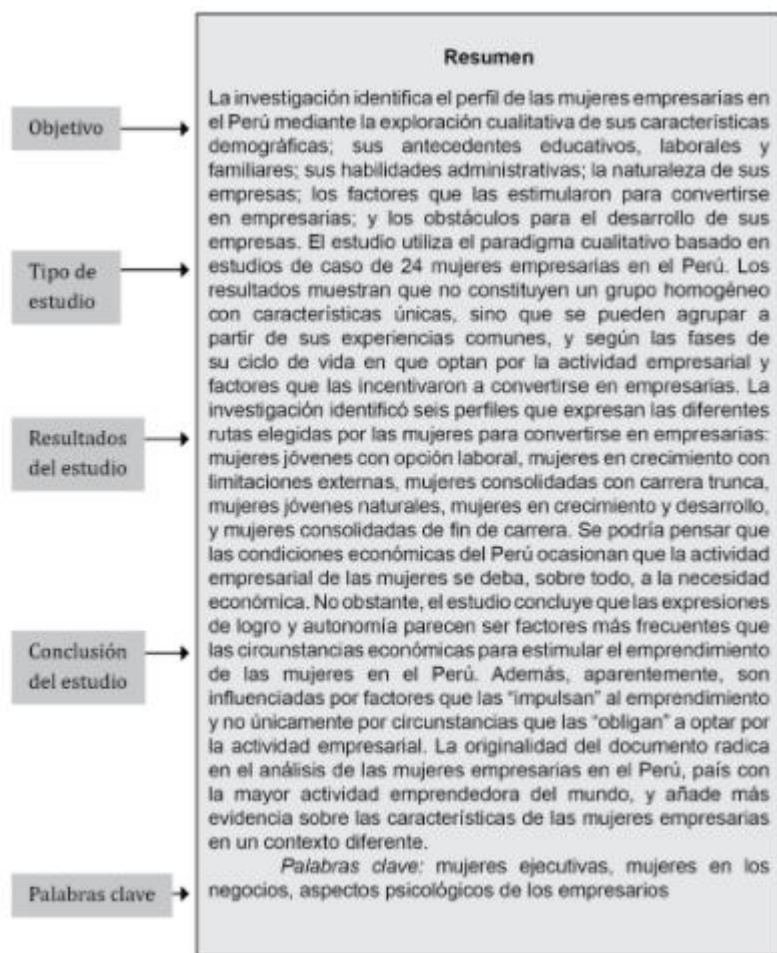 Resumen
La investigación identifica el perfil de las mujeres empresarias en
el Perú mediante la exploración cualitativa de sus características
demográficas; sus antecedentes educativos, laborales y
familiares; sus habilidades administrativas; la naturaleza de sus
empresas; los factores que las estimularon para convertirse
en empresarias; y los obstáculos para el desarrollo de sus
empresas. El estudio utiliza el paradigma cualitativo basado en
estudios de caso de 24 mujeres empresarias en el Perú. Los
resultados muestran que no constituyen un grupo homogéneo
con características únicas, sino que se pueden agrupar a
partir de sus experiencias comunes, y según las fases de
su ciclo de vida en que optan por la actividad empresarial y
factores que las incentivaron a convertirse en empresarias. La
investigación identificó seis perfiles que expresan las diferentes
rutas elegidas por las mujeres para convertirse en empresarias:
mujeres jóvenes con opción laboral, mujeres en crecimiento con
limitaciones externas, mujeres consolidadas con carrera trunca,
mujeres jóvenes naturales, mujeres en crecimiento y desarrollo,
y mujeres consolidadas de fin de carrera. Se podría pensar que
las condiciones económicas del Perú ocasionan que la actividad
empresarial de las mujeres se deba, sobre todo, a la necesidad
económica. No obstante, el estudio concluye que las expresiones
de logro y autonomía parecen ser factores más frecuentes que
las circunstancias económicas para estimular el emprendimiento
de las mujeres en el Perú. Además, aparentemente, son
influenciadas por factores que las "impulsan" al emprendimiento
y no únicamente por circunstancias que las "obligan" a optar por
la actividad empresarial. La originalidad del documento radica
en el análisis de las mujeres empresarias en el Perú, país con
la mayor actividad emprendedora del mundo, y añade más
evidencia sobre las características de las mujeres empresarias
en un contexto diferente.
Palabras clave: mujeres ejecutivas, mujeres en los
negocios, aspectos psicológicos de los empresarios
Objetivo
Tipo de
estudio
Resultados
del estudio
Conclusión
del estudio
Palabras clave